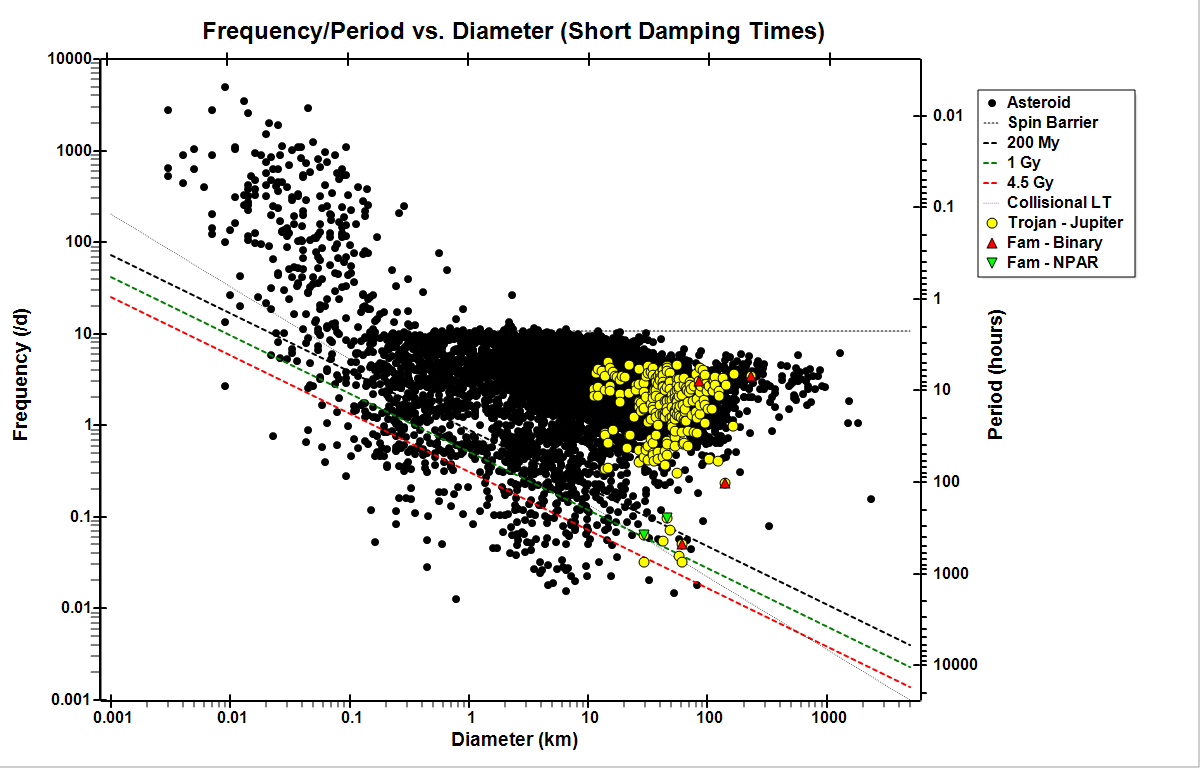 Frequency/Period vs. Diameter (Short Damping Times)
10000
1000
100
10
1.0
0.1
0.01
0.001
Frequency (/d)
0.001 0.01 0.1 1 10 100 1000
Diameter (km)
0.01
0.1
1
10
100
1000
10000
Period (hours)
Asteroid
Spin Barrier
200 My
1 Gy
4.5 Gy
Collisional LT
Trojan - Jupiter
Fam - Binary
Fam - NPAR